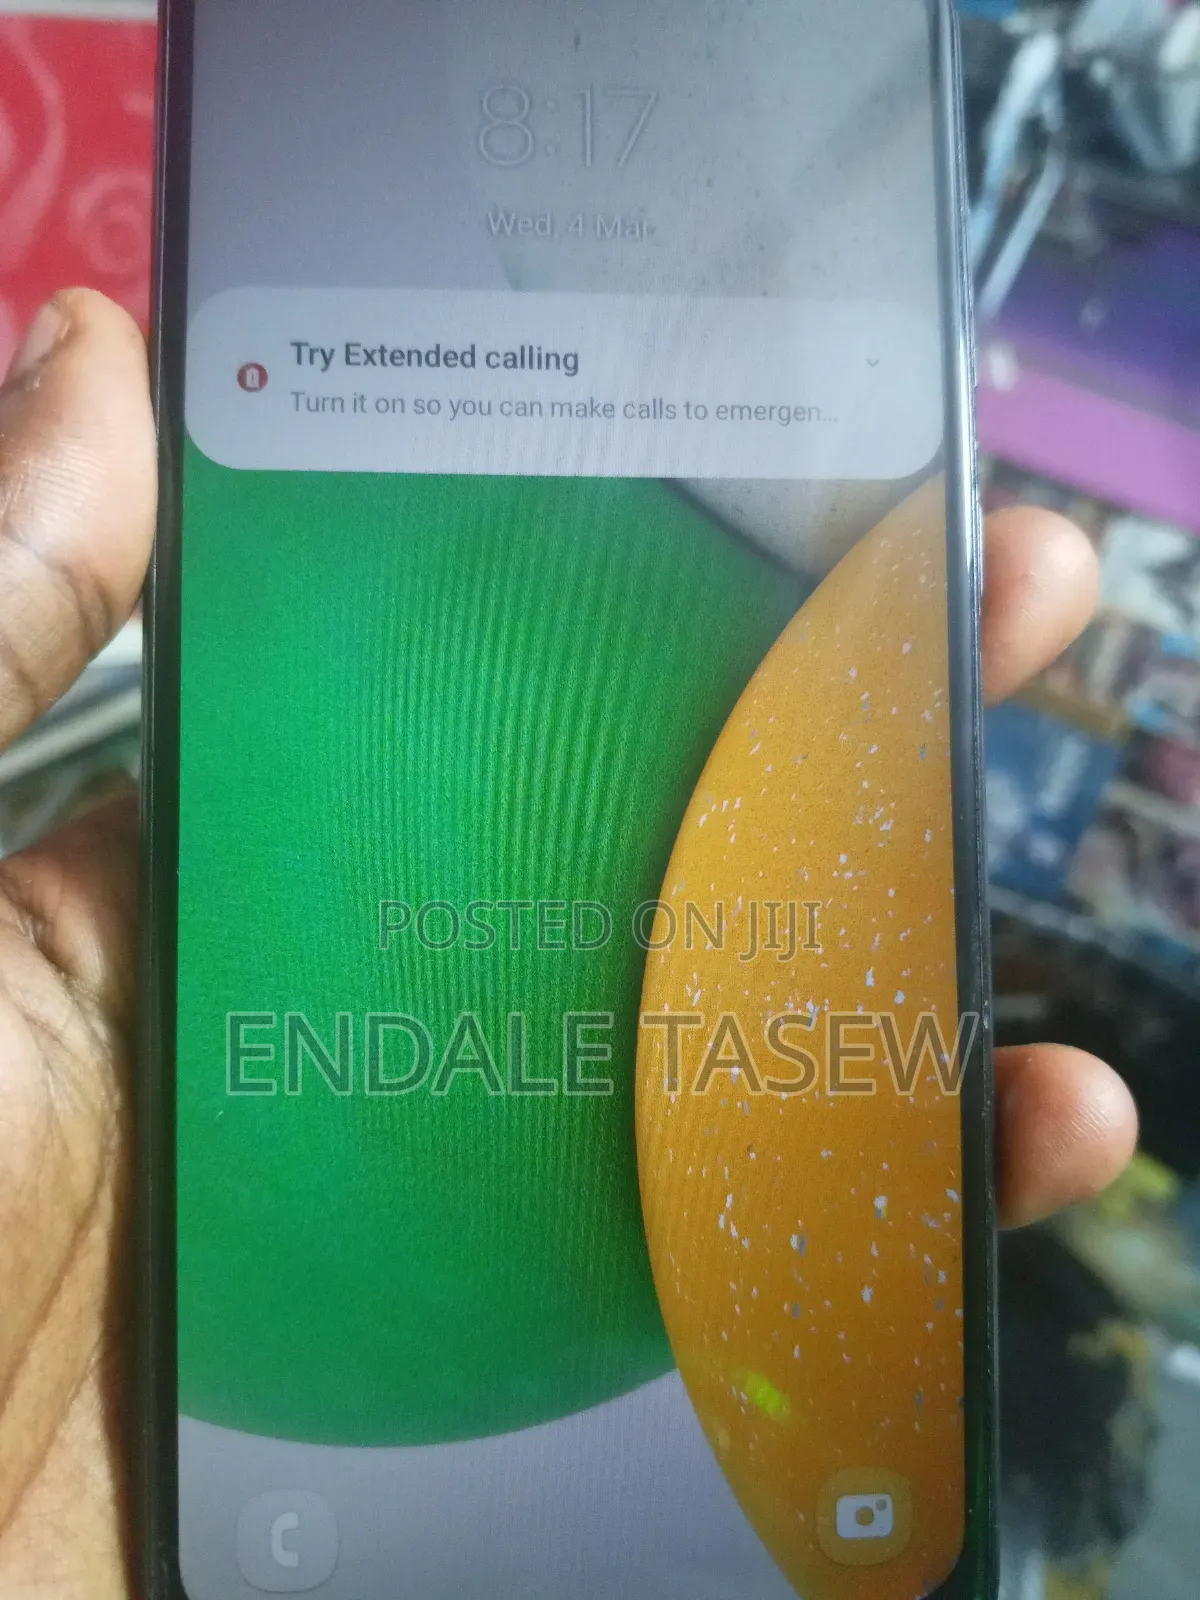 8:17
Wed, 4 Mar
Try Extended calling
Turn it on so you can make calls to emergen...
POSTED ON JIJI
ENDALE TASEW